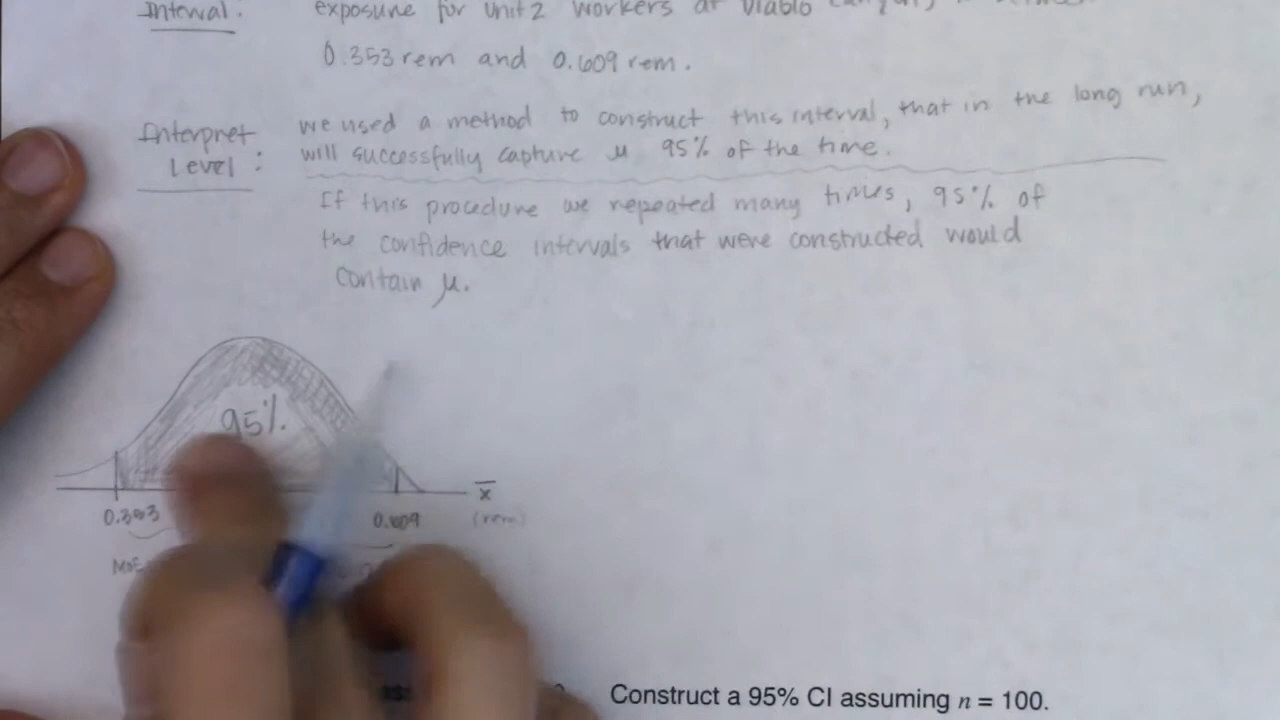 Interval: exposure for unit 2 workers at Diablo
0.353 rem and 0.609 rem.
Interpret Level: we used a method to construct this interval, that in the long run,
will successfully capture μ 95% of the time.
If this procedure we repeated many times, 95% of
the confidence intervals that were constructed would
contain μ.
95%
x̄
0.353 0.609 (rem)
MoE
Construct a 95% CI assuming n = 100.